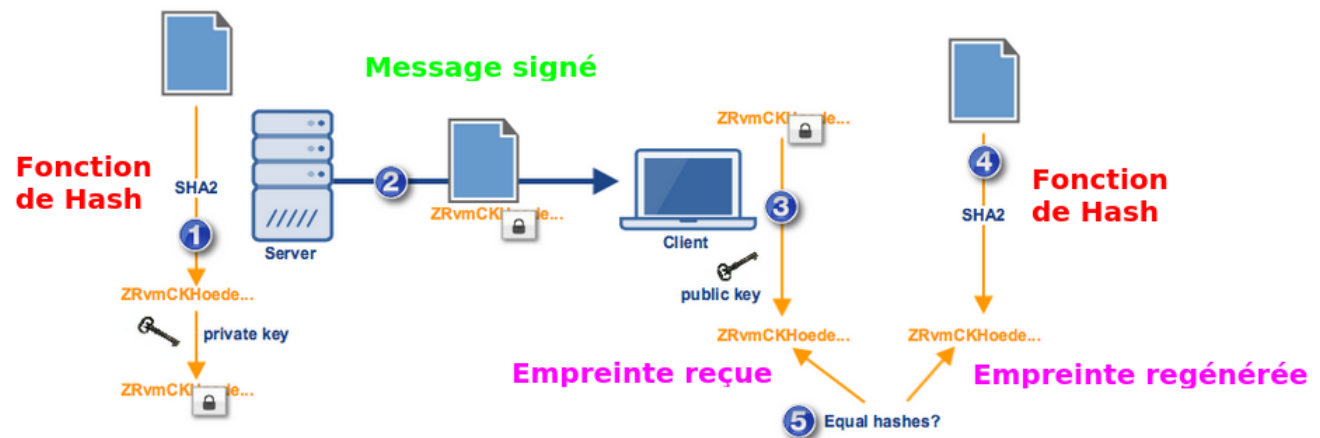 Message signé
Fonction
de Hash
SHA2
1
Server
ZRvmCKHoede...
private key
ZRvmCKHoede...
2
ZRvmCKHoede...
Client
ZRvmCKHoede...
3
public key
ZRvmCKHoede...
Empreinte reçue
4
SHA2
Fonction
de Hash
ZRvmCKHoede...
Empreinte regénérée
5 Equal hashes?